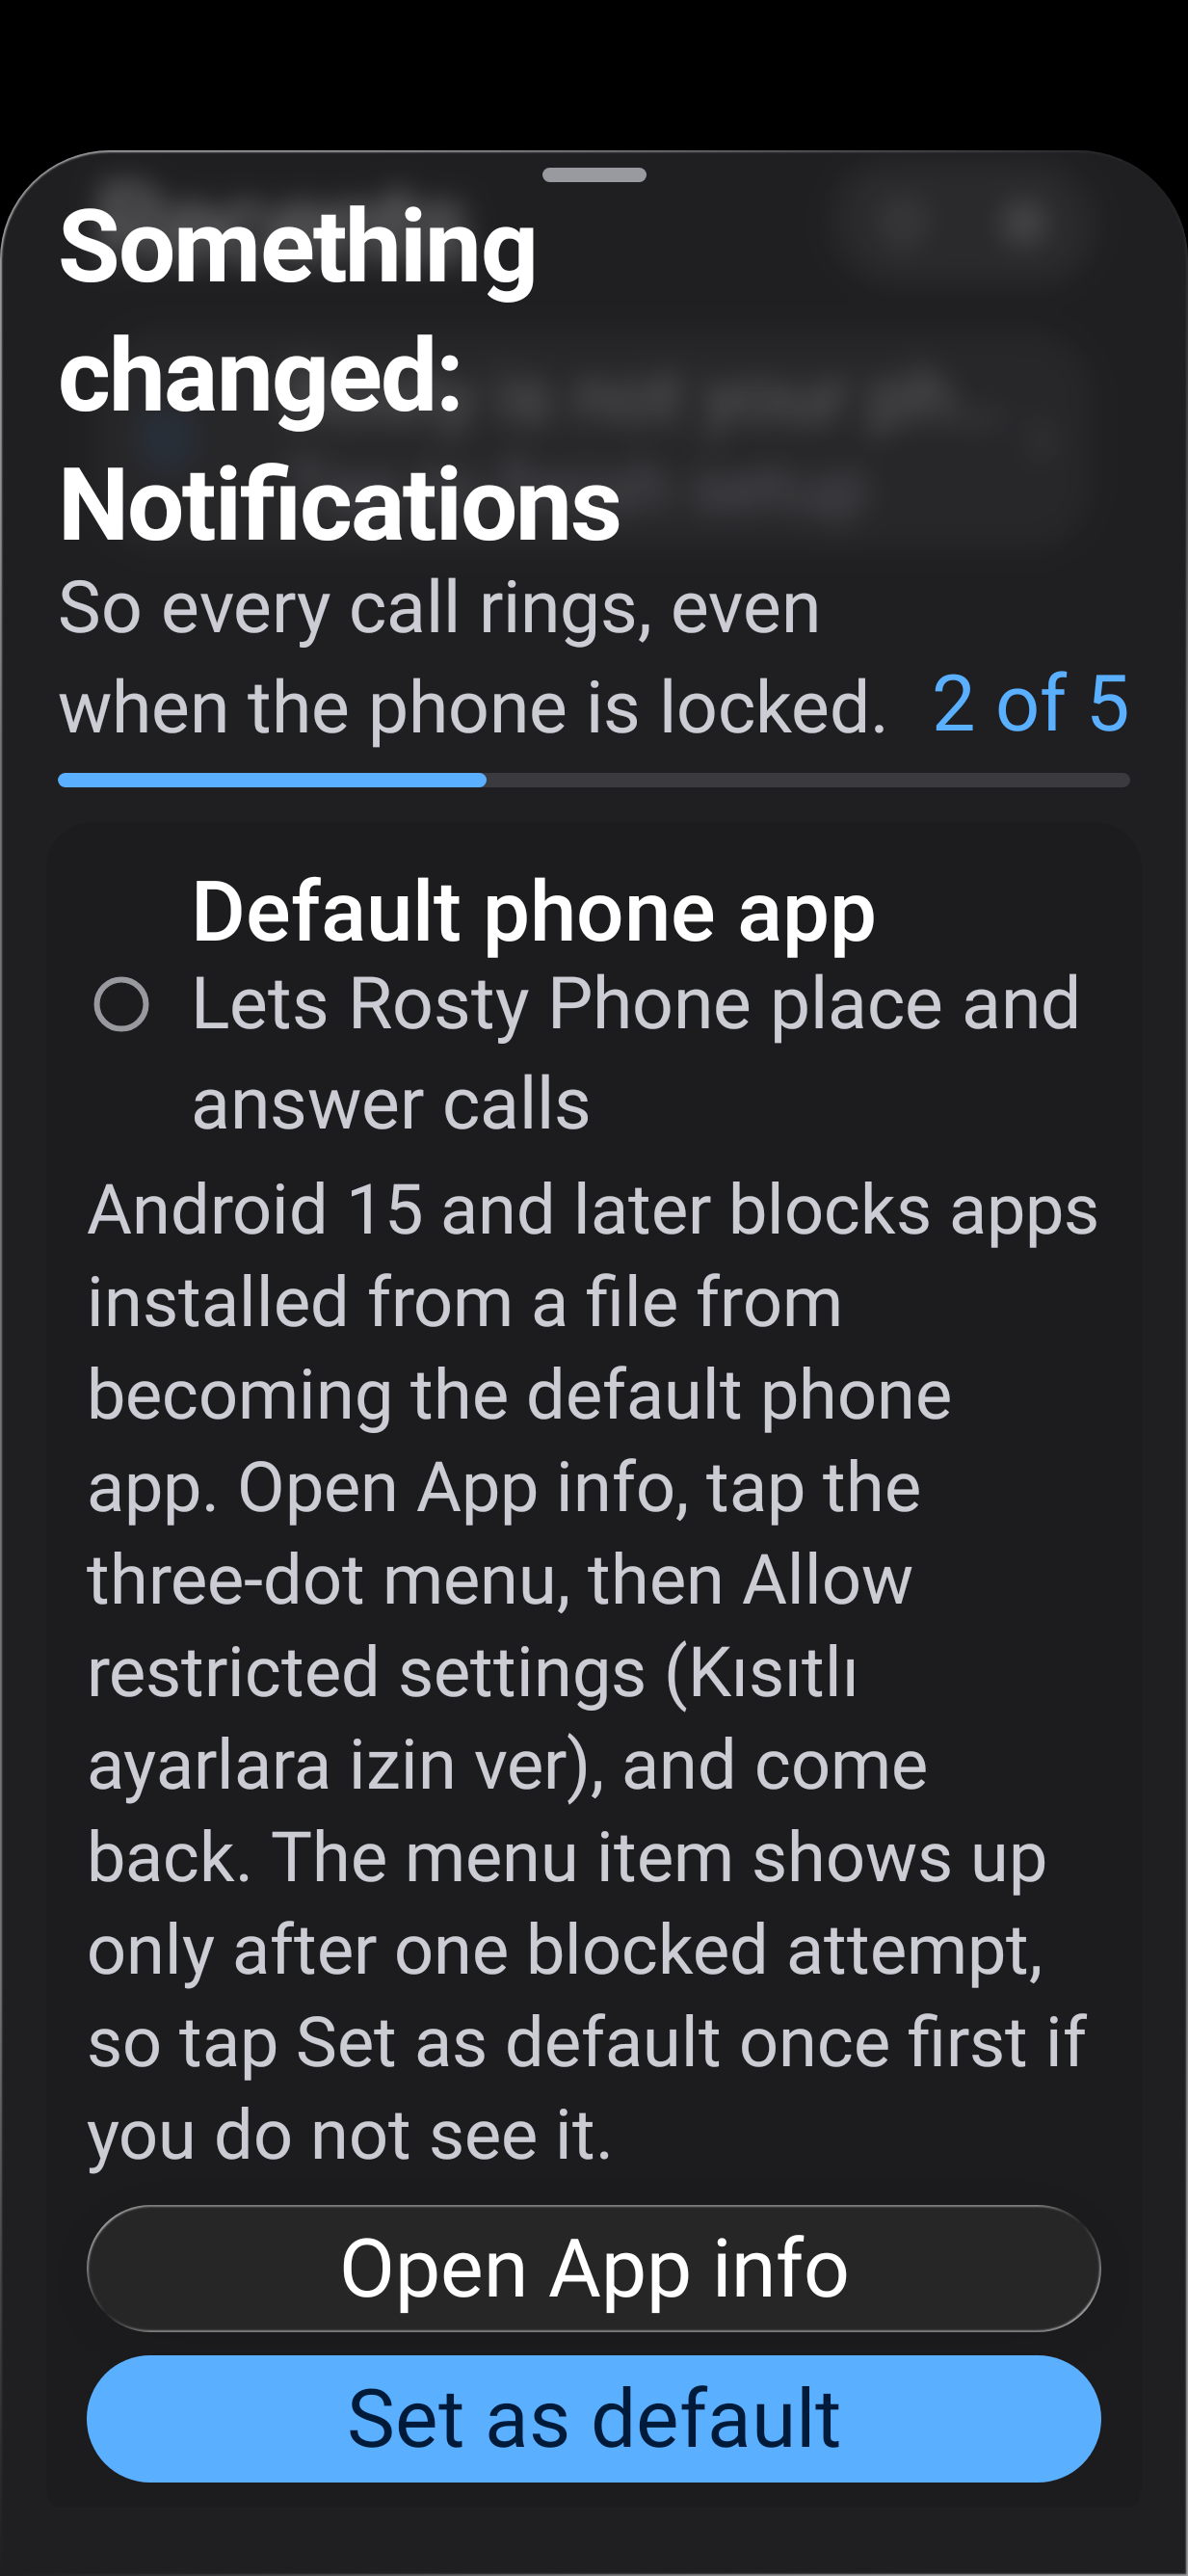 Something
changed:
Notifications
So every call rings, even
when the phone is locked.
2 of 5
Default phone app
Lets Rosty Phone place and
answer calls
Android 15 and later blocks apps
installed from a file from
becoming the default phone
app. Open App info, tap the
three-dot menu, then Allow
restricted settings (Kısıtlı
ayarlara izin ver), and come
back. The menu item shows up
only after one blocked attempt,
so tap Set as default once first if
you do not see it.
Open App info
Set as default